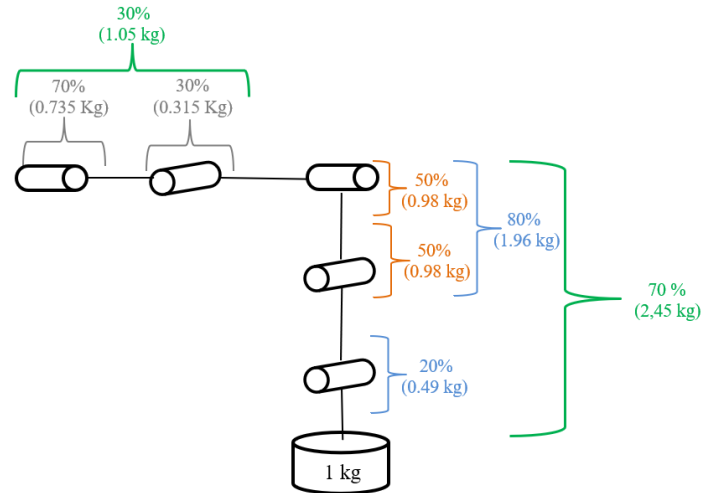 30%
(1.05 kg)
70%
(0.735 Kg)
30%
(0.315 Kg)
50%
(0.98 kg)
80%
(1.96 kg)
50%
(0.98 kg)
70 %
(2,45 kg)
20%
(0.49 kg)
1 kg